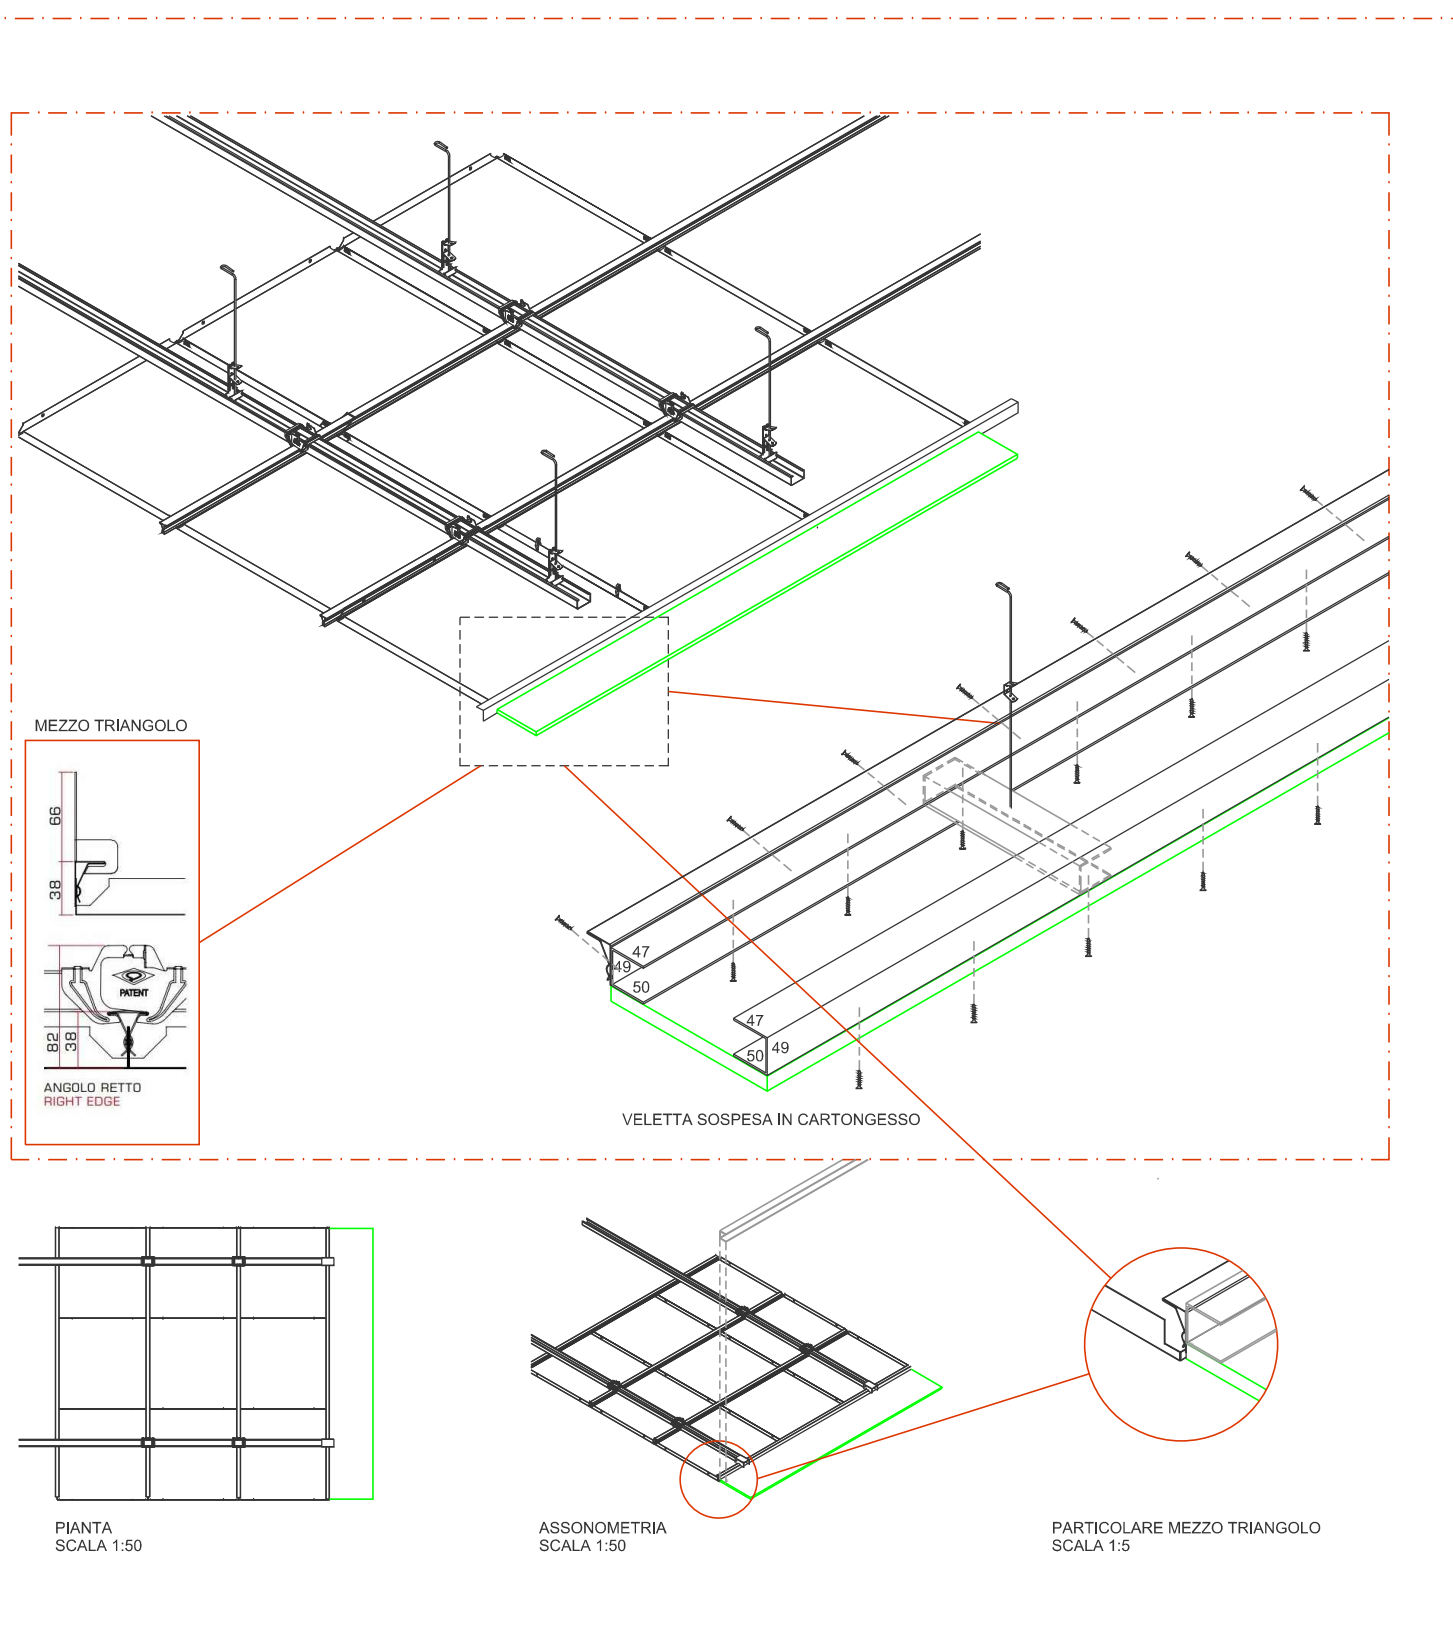 MEZZO TRIANGOLO
66
38
PATENT
82
38
ANGOLO RETTO
RIGHT EDGE
47
49
50
47
49
50
VELETTA SOSPESA IN CARTONGESSO
PIANTA
SCALA 1:50
ASSONOMETRIA
SCALA 1:50
PARTICOLARE MEZZO TRIANGOLO
SCALA 1:5